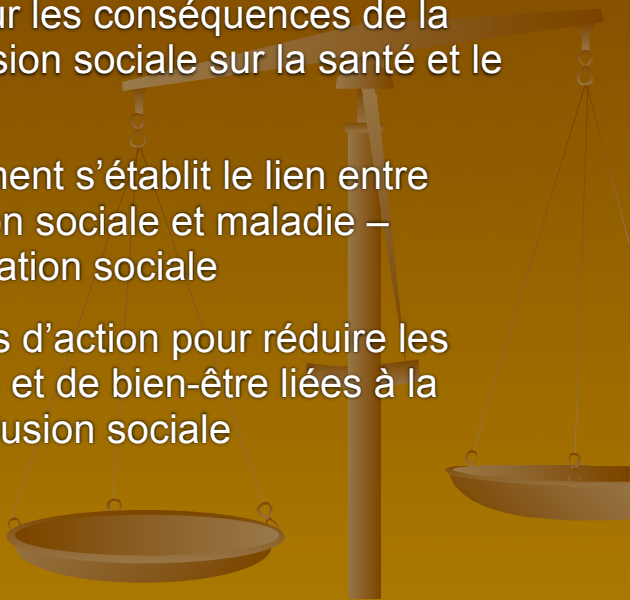 ur les conséquences de la
sion sociale sur la santé et le
ment s’établit le lien entre
on sociale et maladie –
ation sociale
s d’action pour réduire les
et de bien-être liées à la
lusion sociale